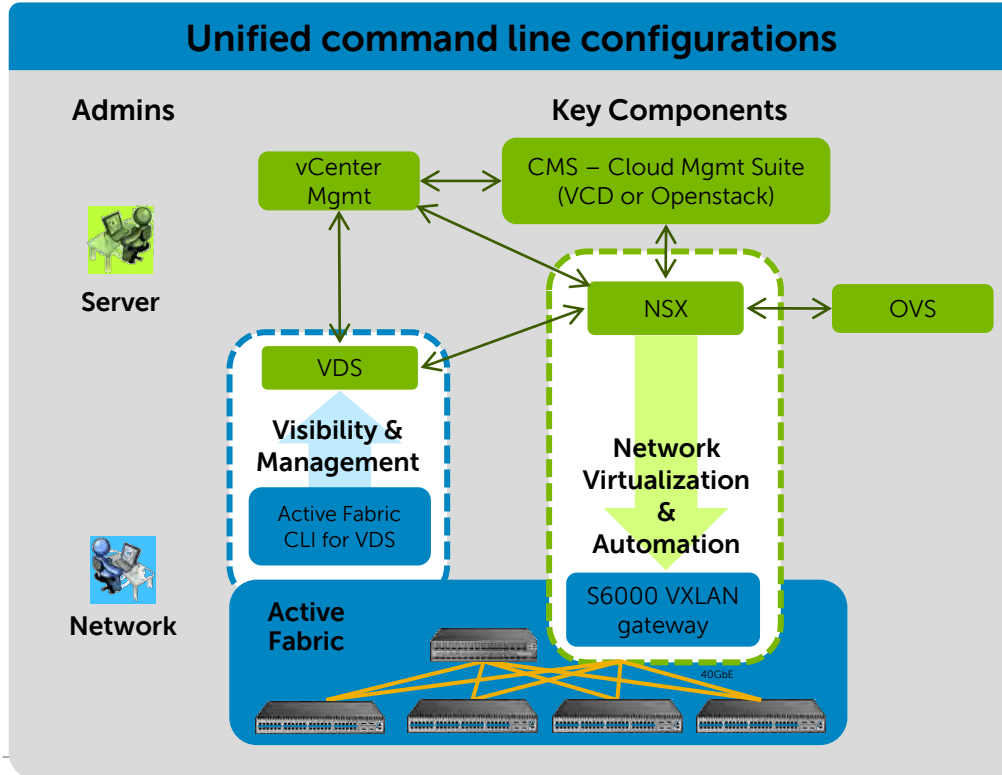 Unified command line configurations
Admins
Key Components
vCenter
Mgmt
CMS – Cloud Mgmt Suite
(VCD or Openstack)
Server
NSX
OVS
VDS
Visibility &
Management
Network
Virtualization
&
Automation
Active Fabric
CLI for VDS
Network
S6000 VXLAN
gateway
Active
Fabric
40GbE